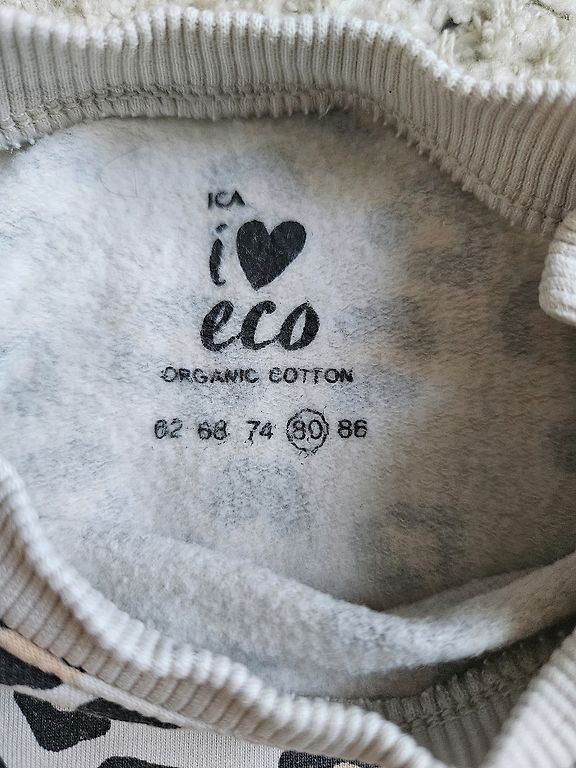 ICA
i ♥
eco
ORGANIC COTTON
62 68 74 80 86